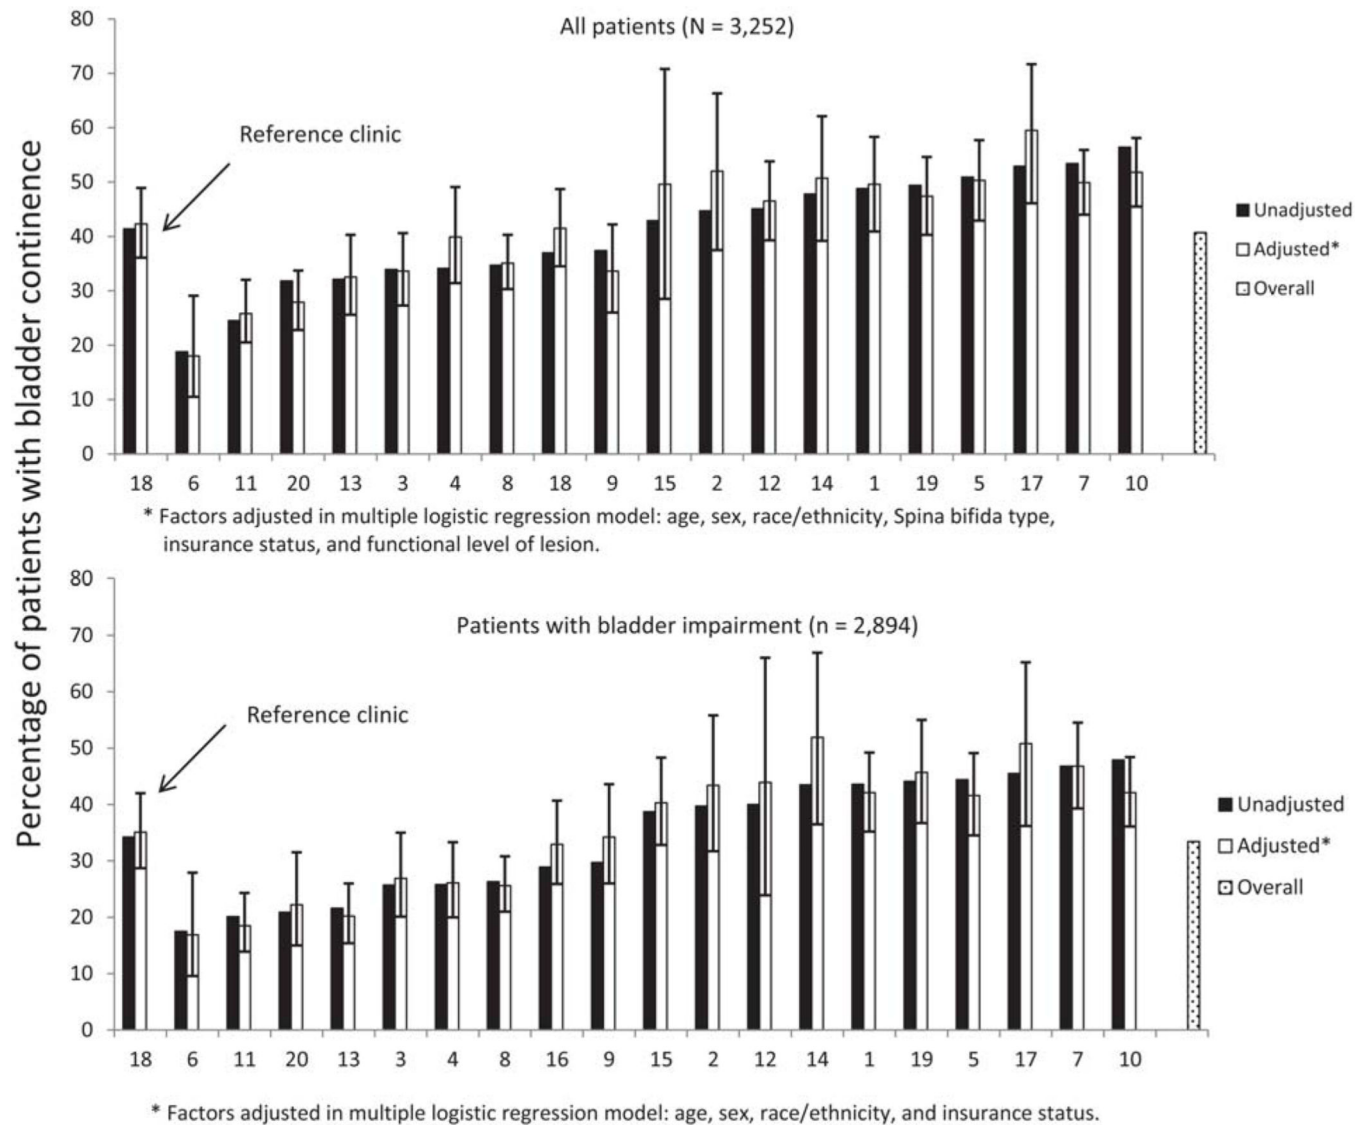 Percentage of patients with bladder continence
All patients (N = 3,252)
80
70
60
50
40
30
20
10
0
Reference clinic
Unadjusted
Adjusted*
Overall
18 6 11 20 13 3 4 8 18 9 15 2 12 14 1 19 5 17 7 10
* Factors adjusted in multiple logistic regression model: age, sex, race/ethnicity, Spina bifida type,
insurance status, and functional level of lesion.
Patients with bladder impairment (n = 2,894)
80
70
60
50
40
30
20
10
0
Reference clinic
Unadjusted
Adjusted*
Overall
18 6 11 20 13 3 4 8 16 9 15 2 12 14 1 19 5 17 7 10
* Factors adjusted in multiple logistic regression model: age, sex, race/ethnicity, and insurance status.